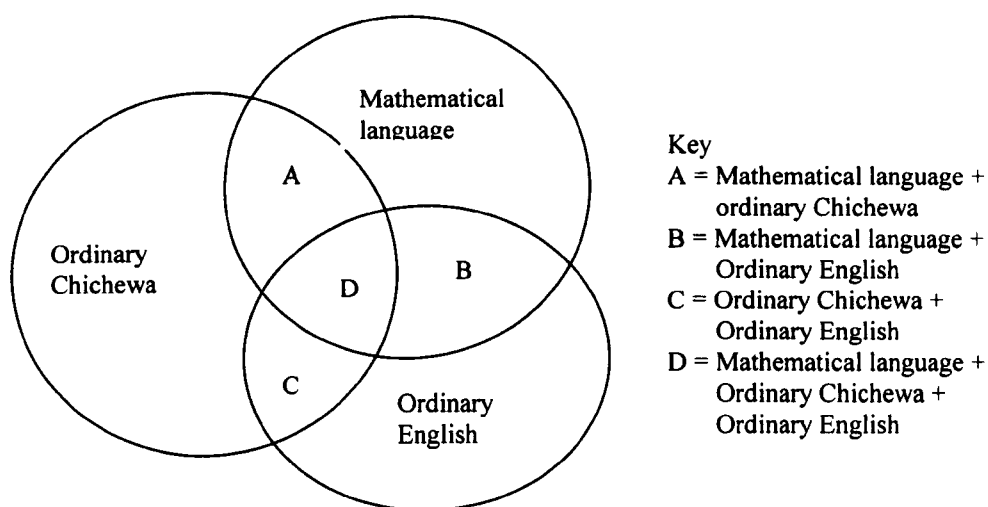 Mathematical
language
A
Ordinary
Chichewa
B
D
C
Ordinary
English
Key
A = Mathematical language +
ordinary Chichewa
B = Mathematical language +
Ordinary English
C = Ordinary Chichewa +
Ordinary English
D = Mathematical language +
Ordinary Chichewa +
Ordinary English